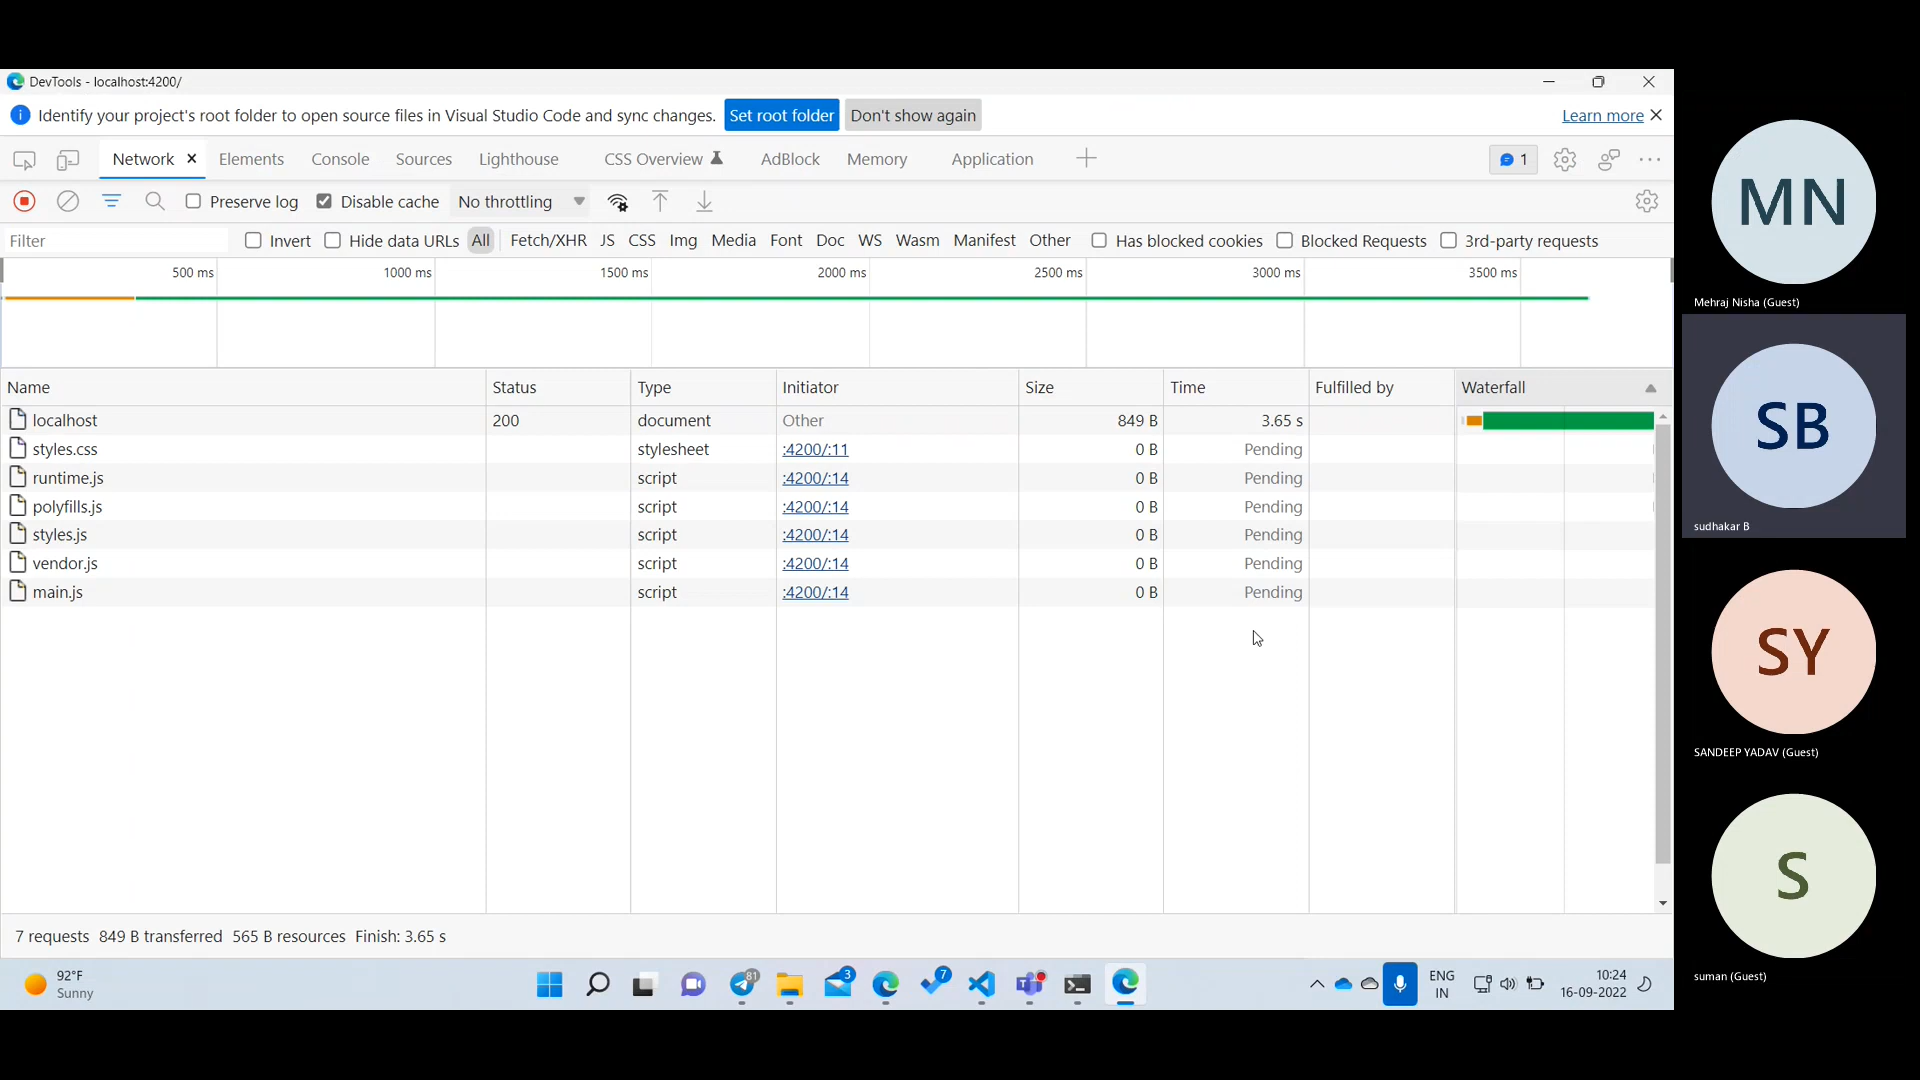 DevTools - localhost:4200/
Identify your project's root folder to open source files in Visual Studio Code and sync changes. Set root folder Don't show again Learn more
Network Elements Console Sources Lighthouse CSS Overview AdBlock Memory Application 1
Preserve log Disable cache No throttling
Filter Invert Hide data URLs All Fetch/XHR JS CSS Img Media Font Doc WS Wasm Manifest Other Has blocked cookies Blocked Requests 3rd-party requests
500 ms 1000 ms 1500 ms 2000 ms 2500 ms 3000 ms 3500 ms
Name Status Type Initiator Size Time Fulfilled by Waterfall
localhost 200 document Other 849 B 3.65 s
styles.css stylesheet :4200/:11 0 B Pending
runtime.js script :4200/:14 0 B Pending
polyfills.js script :4200/:14 0 B Pending
styles.js script :4200/:14 0 B Pending
vendor.js script :4200/:14 0 B Pending
main.js script :4200/:14 0 B Pending
7 requests 849 B transferred 565 B resources Finish: 3.65 s
92°F
Sunny
81
3
7
ENG
IN
10:24
16-09-2022
MN
Mehraj Nisha (Guest)
SB
sudhakar B
SY
SANDEEP YADAV (Guest)
S
suman (Guest)